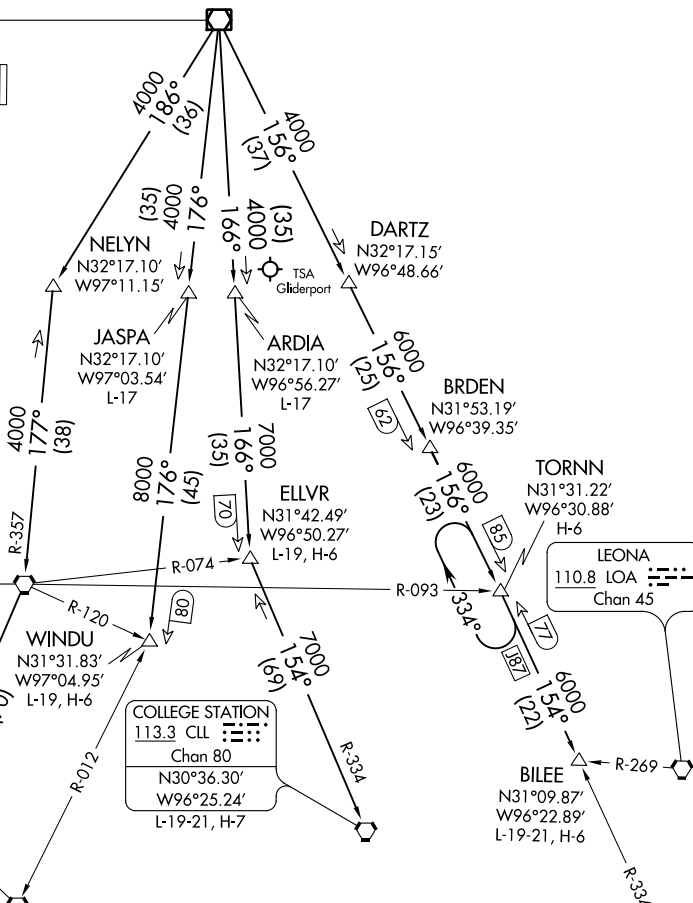 4000
186°
(36)
(35)
4000
176°
(35)
4000
166°
4000
156°
(37)
NELYN
N32°17.10'
W97°11.15'
TSA
Gliderport
DARTZ
N32°17.15'
W96°48.66'
JASPA
N32°17.10'
W97°03.54'
L-17
ARDIA
N32°17.10'
W96°56.27'
L-17
6000
156°
(25)
62
BRDEN
N31°53.19'
W96°39.35'
4000
177°
(38)
8000
176°
(45)
7000
166°
(35)
70
6000
156°
(23)
85
TORNN
N31°31.22'
W96°30.88'
H-6
ELLVR
N31°42.49'
W96°50.27'
L-19, H-6
R-357
R-074
R-093
R-120
334°
J87
77
LEONA
110.8 LOA
Chan 45
WINDU
N31°31.83'
W97°04.95'
L-19, H-6
80
7000
154°
(69)
6000
154°
(22)
COLLEGE STATION
113.3 CLL
Chan 80
N30°36.30'
W96°25.24'
L-19-21, H-7
R-012
R-334
BILEE
N31°09.87'
W96°22.89'
L-19-21, H-6
R-269
R-334